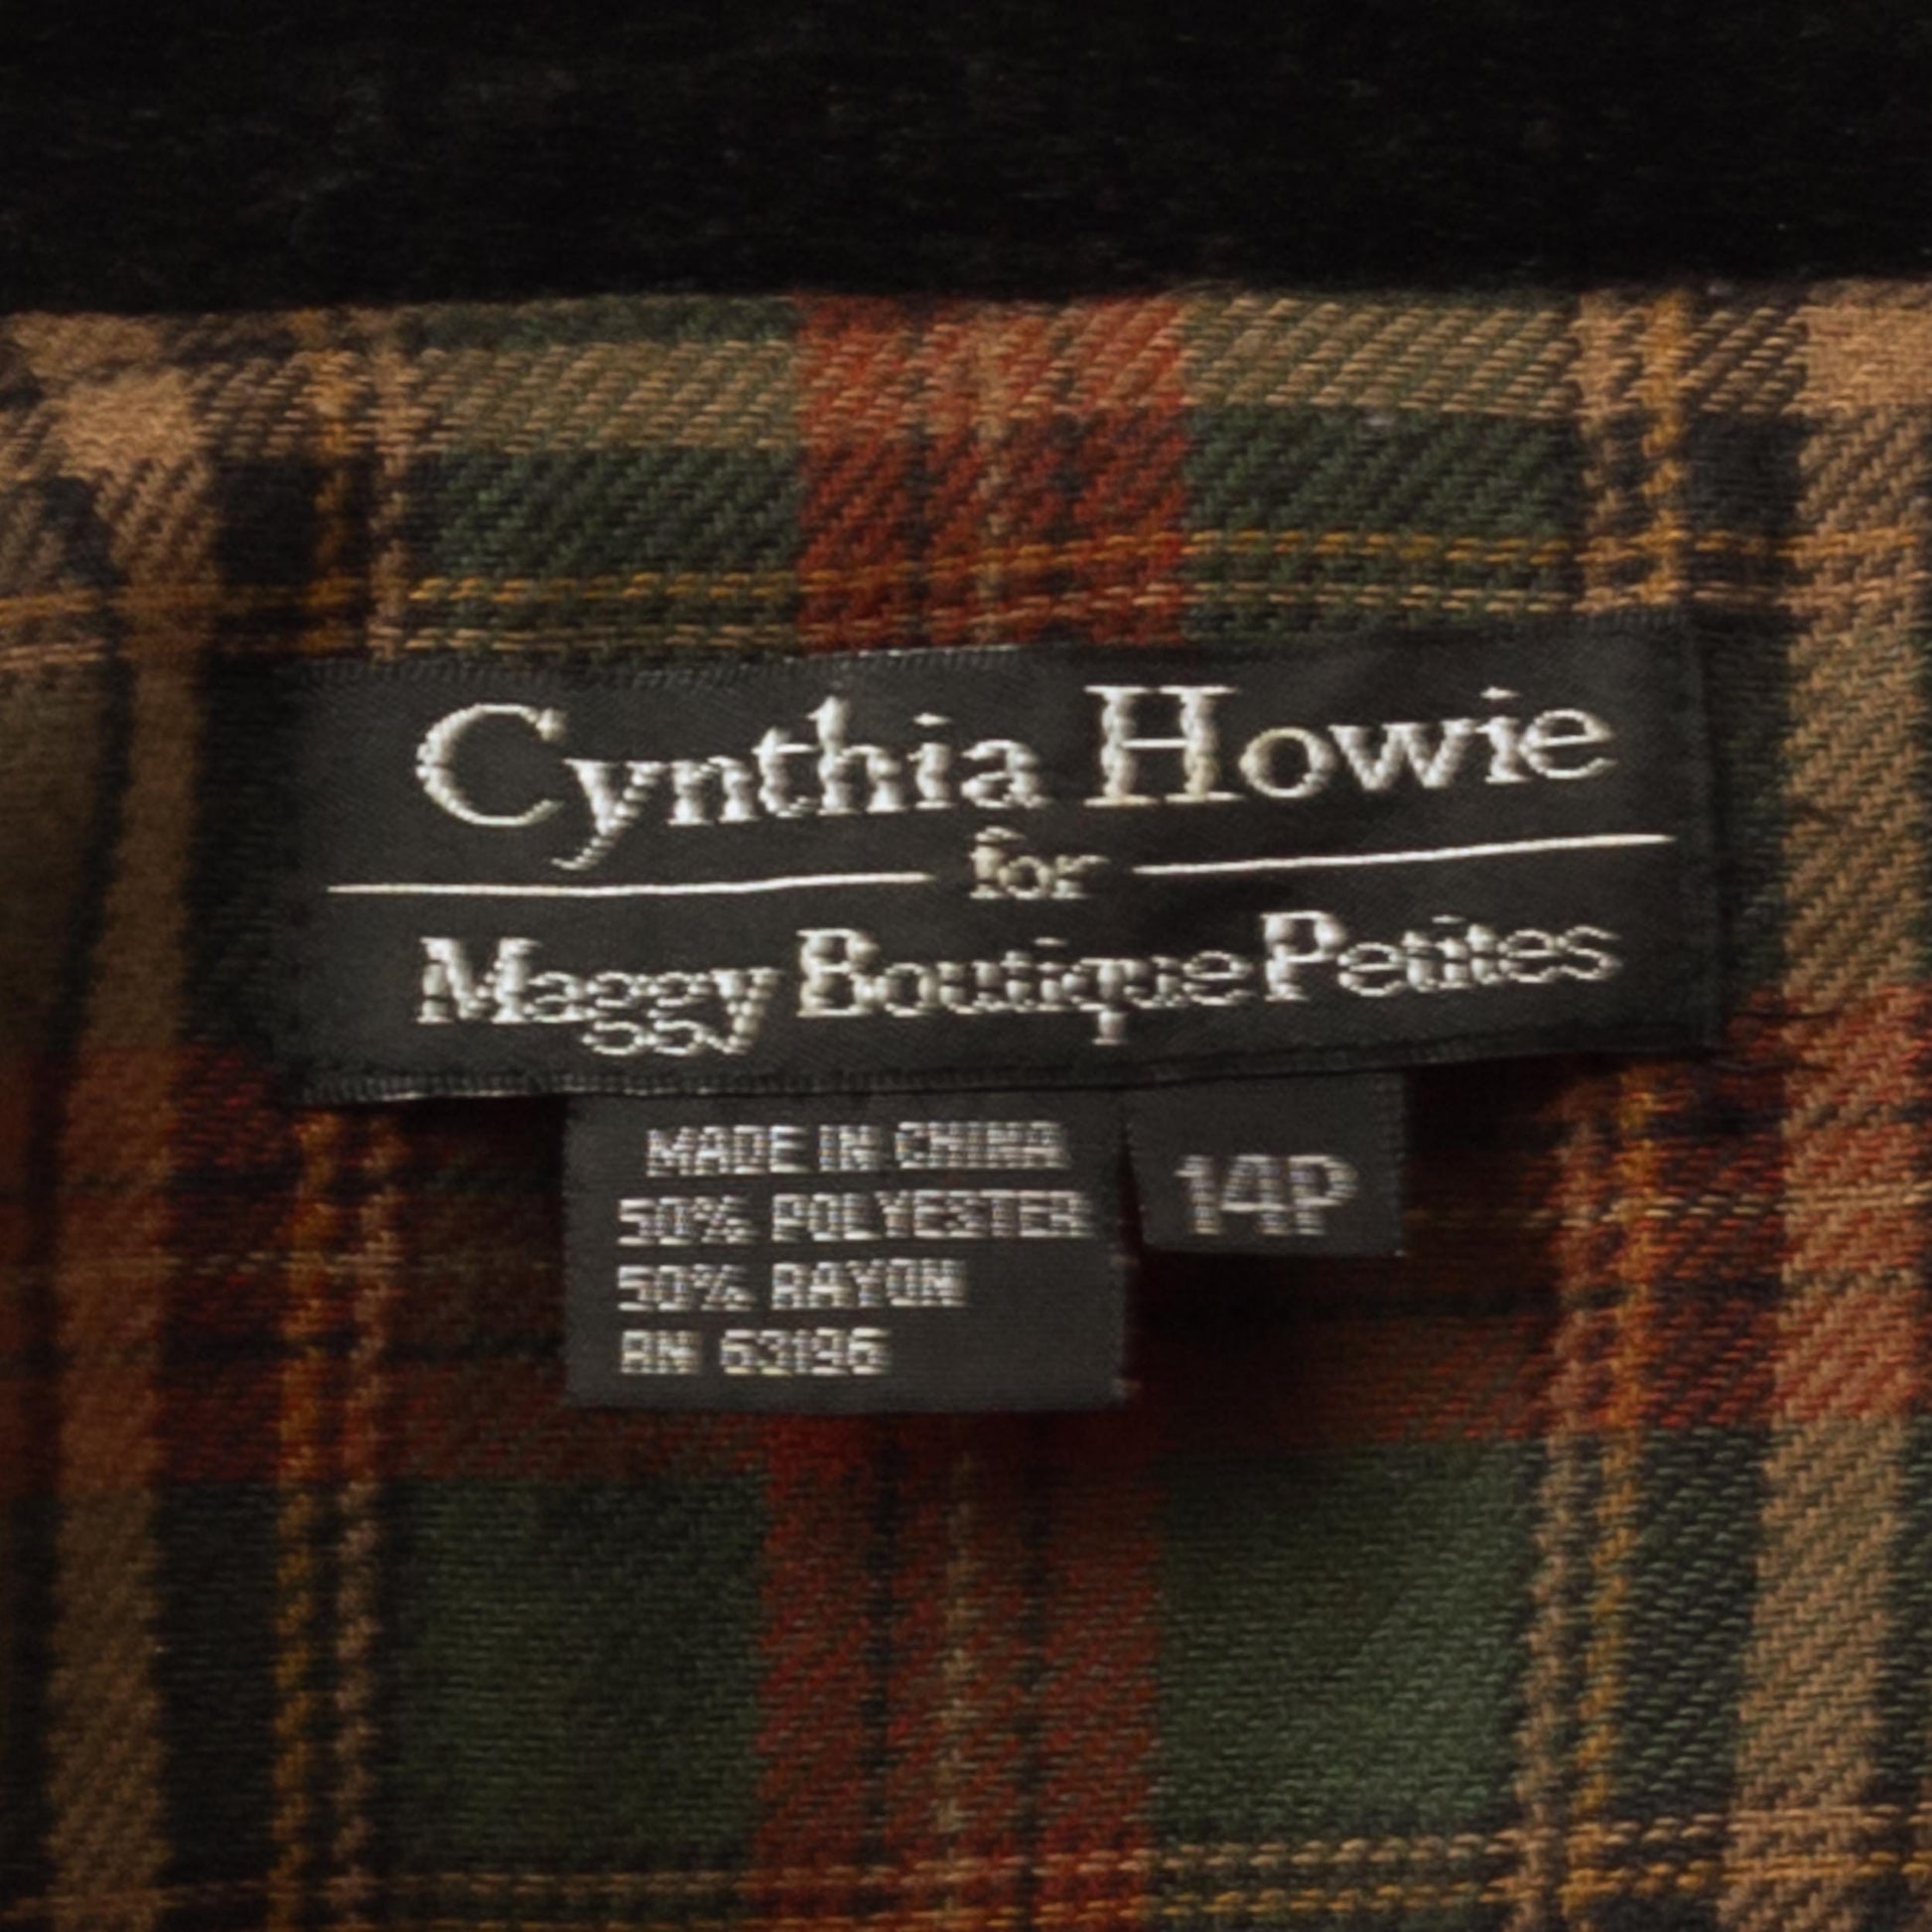 Cynthia Howie
for
Maggy Boutique Petites
MADE IN CHINA
50% POLYESTER
50% RAYON
RN 63196
14P